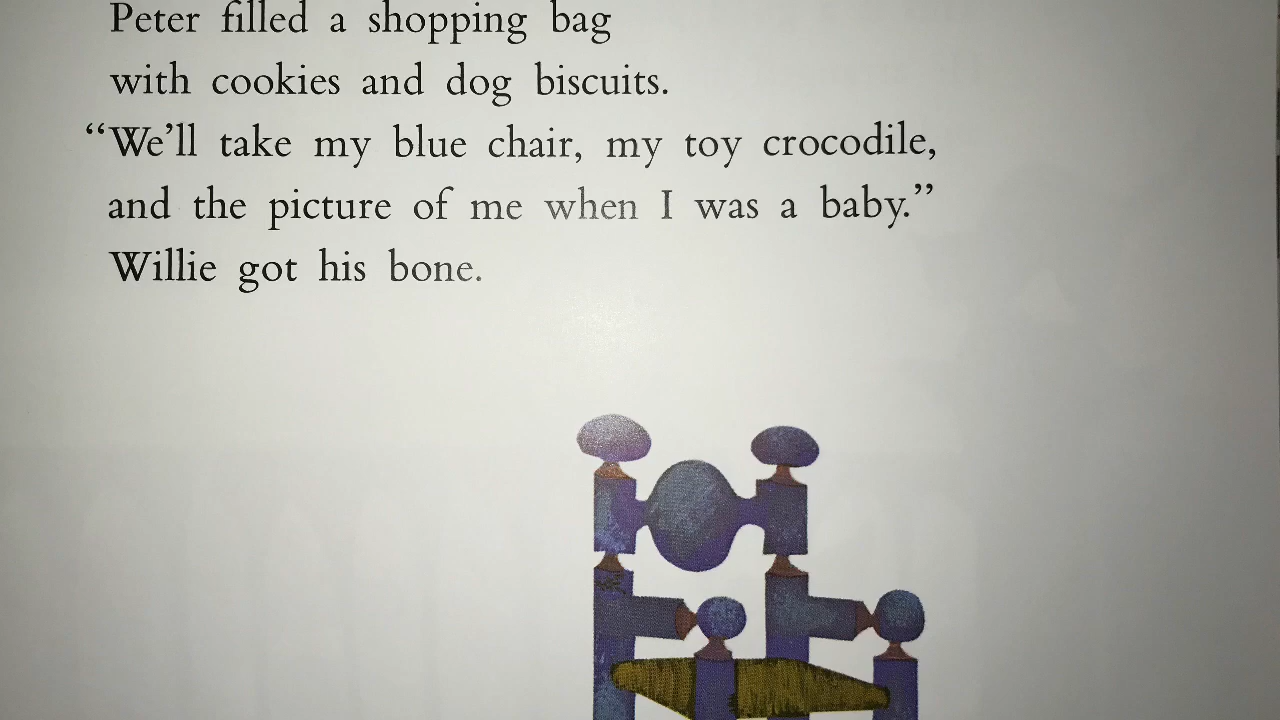 Peter filled a shopping bag
with cookies and dog biscuits.
“We’ll take my blue chair, my toy crocodile,
and the picture of me when I was a baby.”
Willie got his bone.